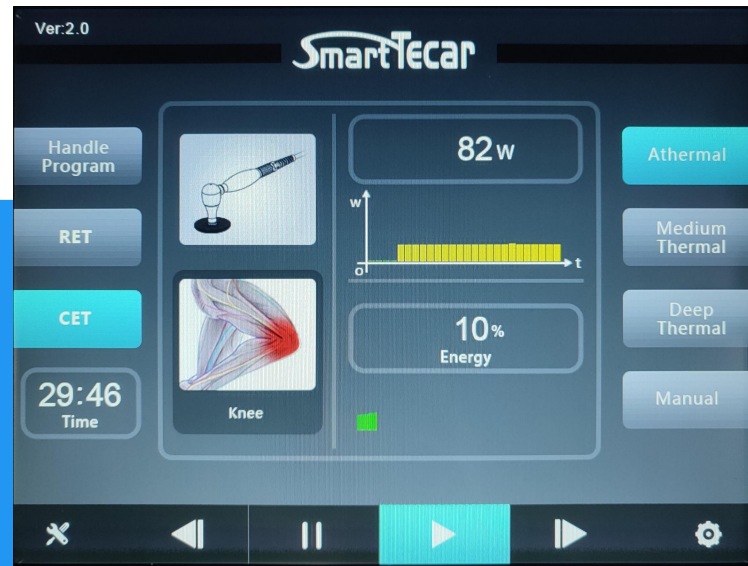 Ver:2.0
SmartTecar
Handle
Program
RET
CET
29:46
Time
Knee
82w
w
t
o
10%
Energy
Athermal
Medium
Thermal
Deep
Thermal
Manual